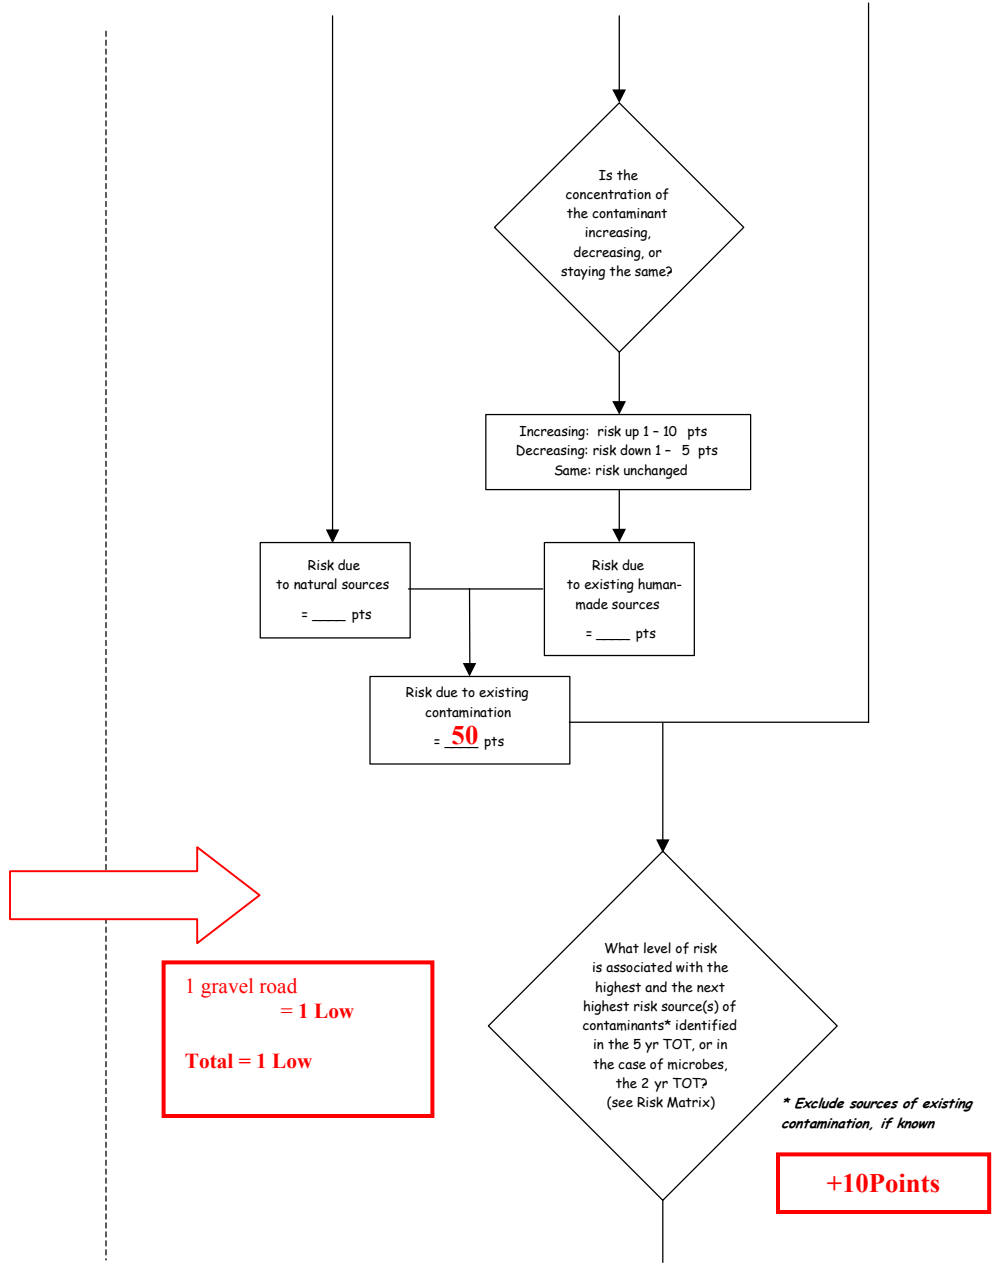 Is the
concentration of
the contaminant
increasing,
decreasing, or
staying the same?
Increasing: risk up 1 – 10 pts
Decreasing: risk down 1 – 5 pts
Same: risk unchanged
Risk due
to natural sources
= ____ pts
Risk due
to existing human-
made sources
= ____ pts
Risk due to existing
contamination
= 50 pts
1 gravel road
= 1 Low
Total = 1 Low
What level of risk
is associated with the
highest and the next
highest risk source(s) of
contaminants* identified
in the 5 yr TOT, or in
the case of microbes,
the 2 yr TOT?
(see Risk Matrix)
* Exclude sources of existing
contamination, if known
+10Points